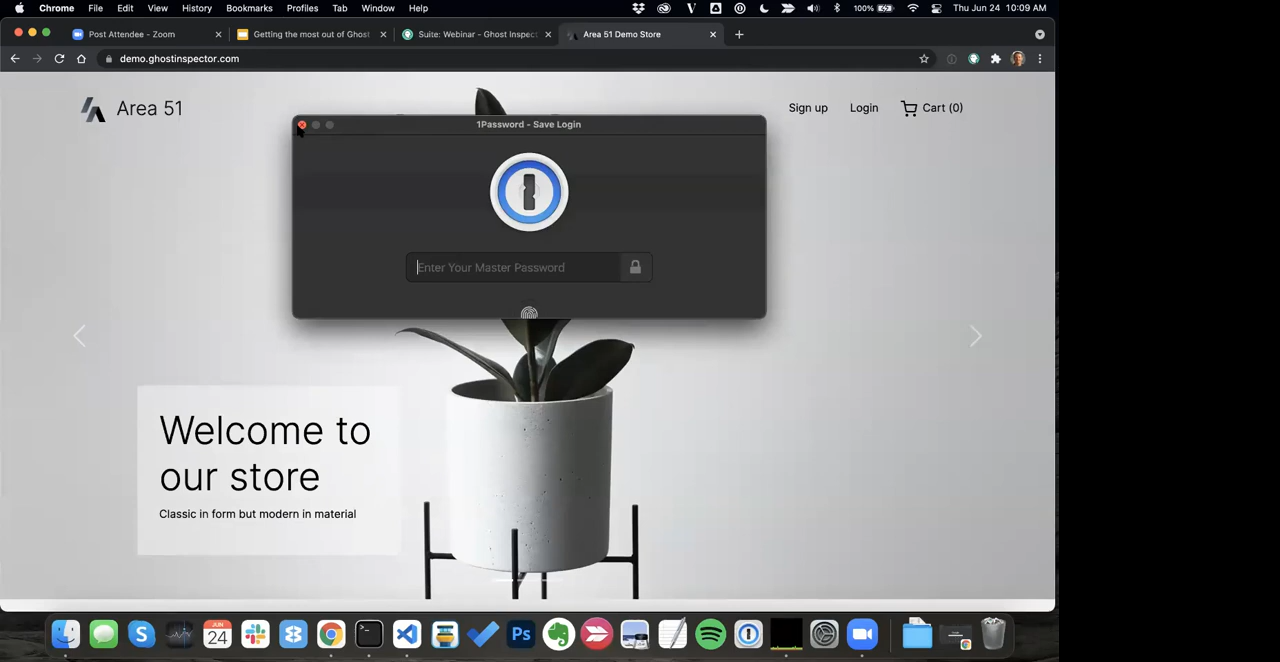 Chrome File Edit View History Bookmarks Profiles Tab Window Help 100% Thu Jun 24 10:09 AM
Post Attendee - Zoom Getting the most out of Ghost Suite: Webinar - Ghost Inspect Area 51 Demo Store
demo.ghostinspector.com
Area 51 Sign up Login Cart (0)
1Password - Save Login
Enter Your Master Password
Welcome to
our store
Classic in form but modern in material
JUN
24
Ps